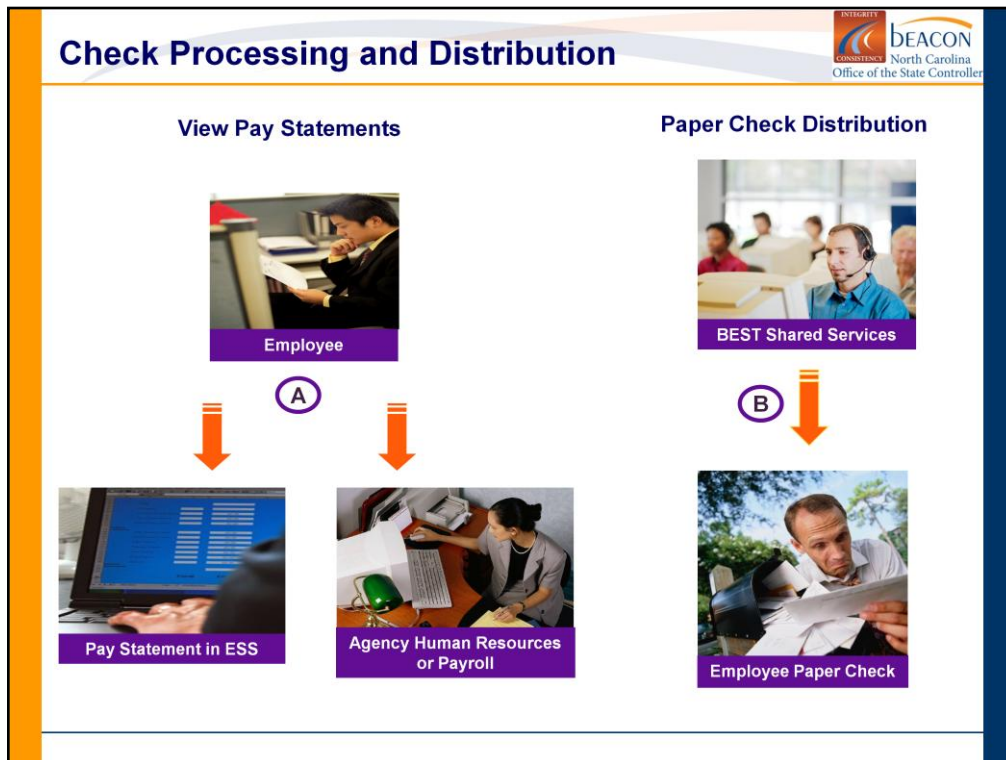 Check Processing and Distribution
INTEGRITY
CONSISTENCY
bEACON
North Carolina
Office of the State Controller
View Pay Statements
Employee
A
Pay Statement in ESS
Agency Human Resources
or Payroll
Paper Check Distribution
BEST Shared Services
B
Employee Paper Check